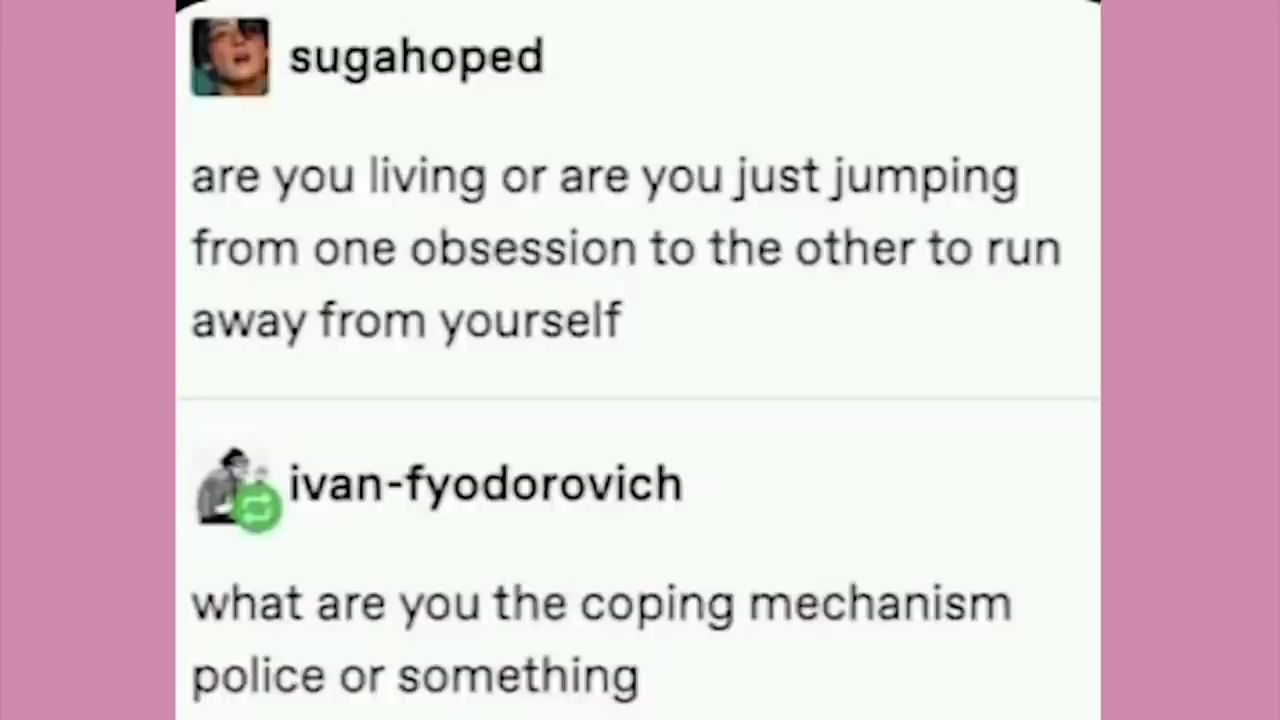 sugahoped
are you living or are you just jumping
from one obsession to the other to run
away from yourself
ivan-fyodorovich
what are you the coping mechanism
police or something